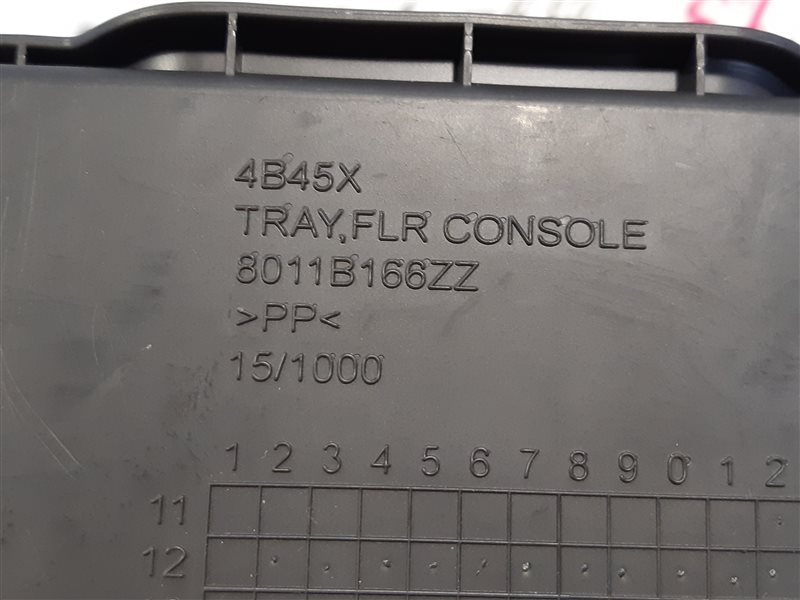 4B45X
TRAY,FLR CONSOLE
8011B166ZZ
>PP<
15/1000
1 2 3 4 5 6 7 8 9 0 1 2
11
12